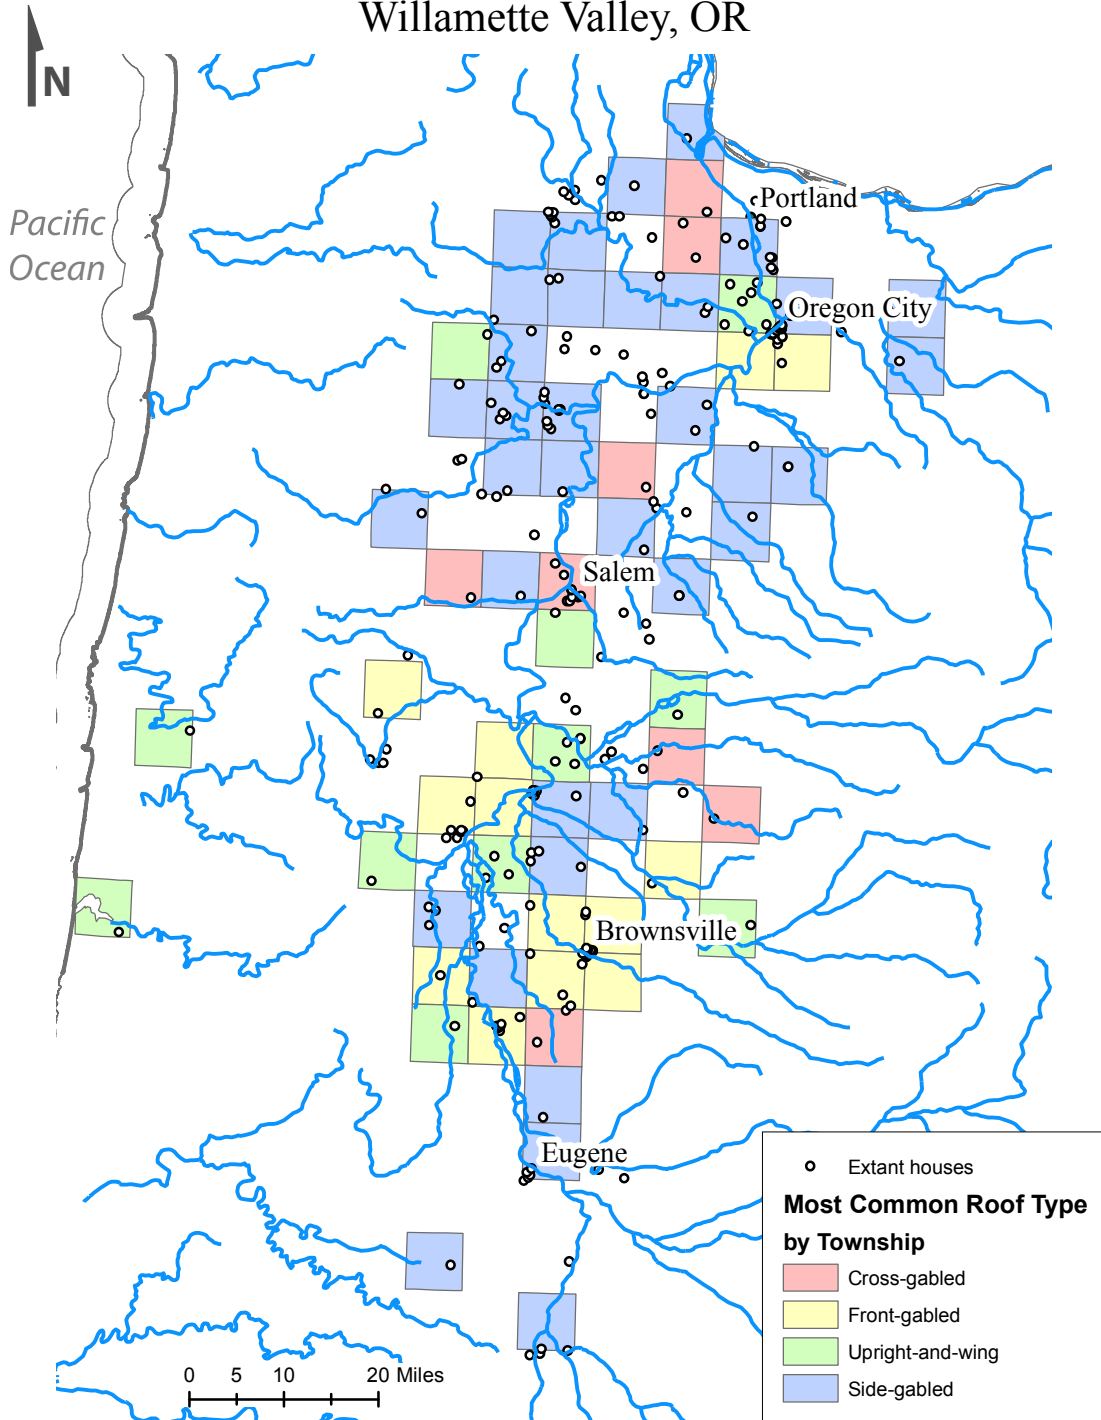 Willamette Valley, OR
N
Pacific
Ocean
Portland
Oregon City
Salem
Brownsville
Eugene
Extant houses
Most Common Roof Type
by Township
Cross-gabled
Front-gabled
Upright-and-wing
Side-gabled
0 5 10 20 Miles